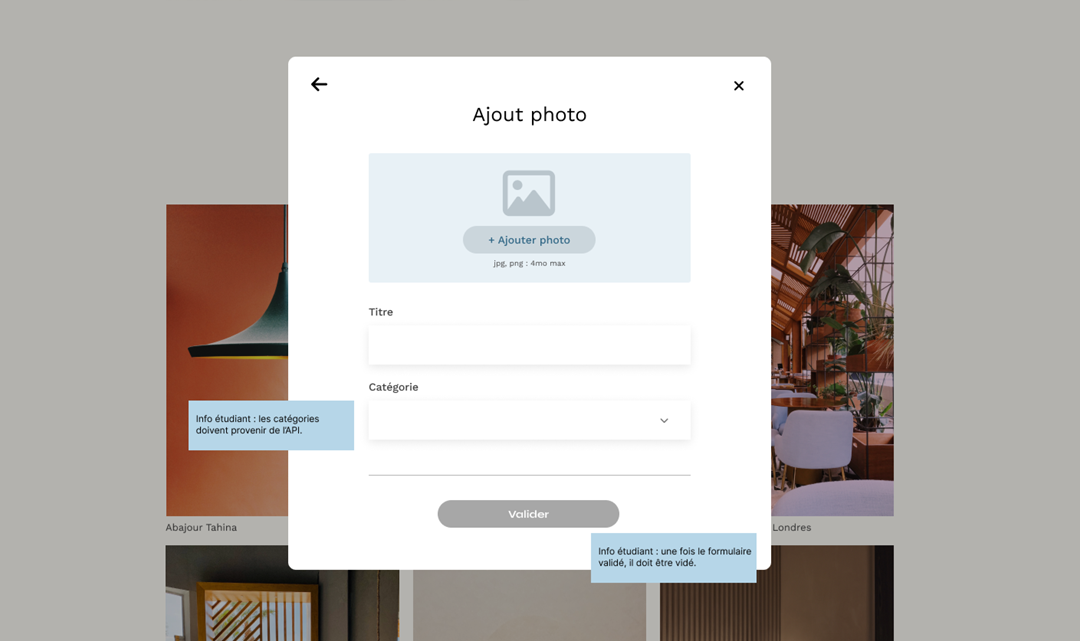 Ajout photo
+ Ajouter photo
jpg, png : 4mo max
Titre
Catégorie
Info étudiant : les catégories
doivent provenir de l'API.
Valider
Abajour Tahina
Londres
Info étudiant : une fois le formulaire
validé, il doit être vidé.